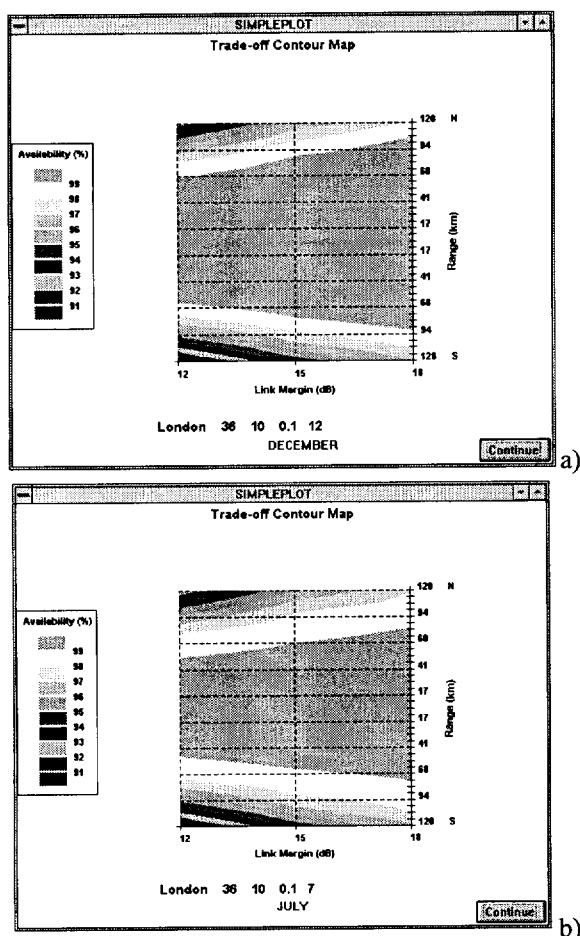 SIMPLEPLOT
Trade-off Contour Map
Availability (%)
99
98
97
96
95
94
93
92
91
120 N
94
68
41
17
17
41
68
94
120 S
Range (km)
12 15 18
Link Margin (dB)
London 36 10 0.1 12
DECEMBER
Continue
a)
SIMPLEPLOT
Trade-off Contour Map
Availability (%)
99
98
97
96
95
94
93
92
91
120 N
94
68
41
17
17
41
68
94
120 S
Range (km)
12 15 18
Link Margin (dB)
London 36 10 0.1 7
JULY
Continue
b)